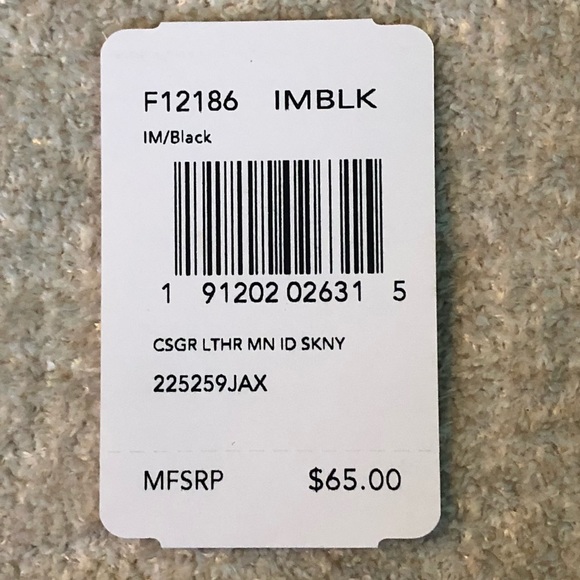 F12186 IMBLK
IM/Black
1 91202 02631 5
CSGR LTHR MN ID SKNY
225259JAX
MFSRP $65.00